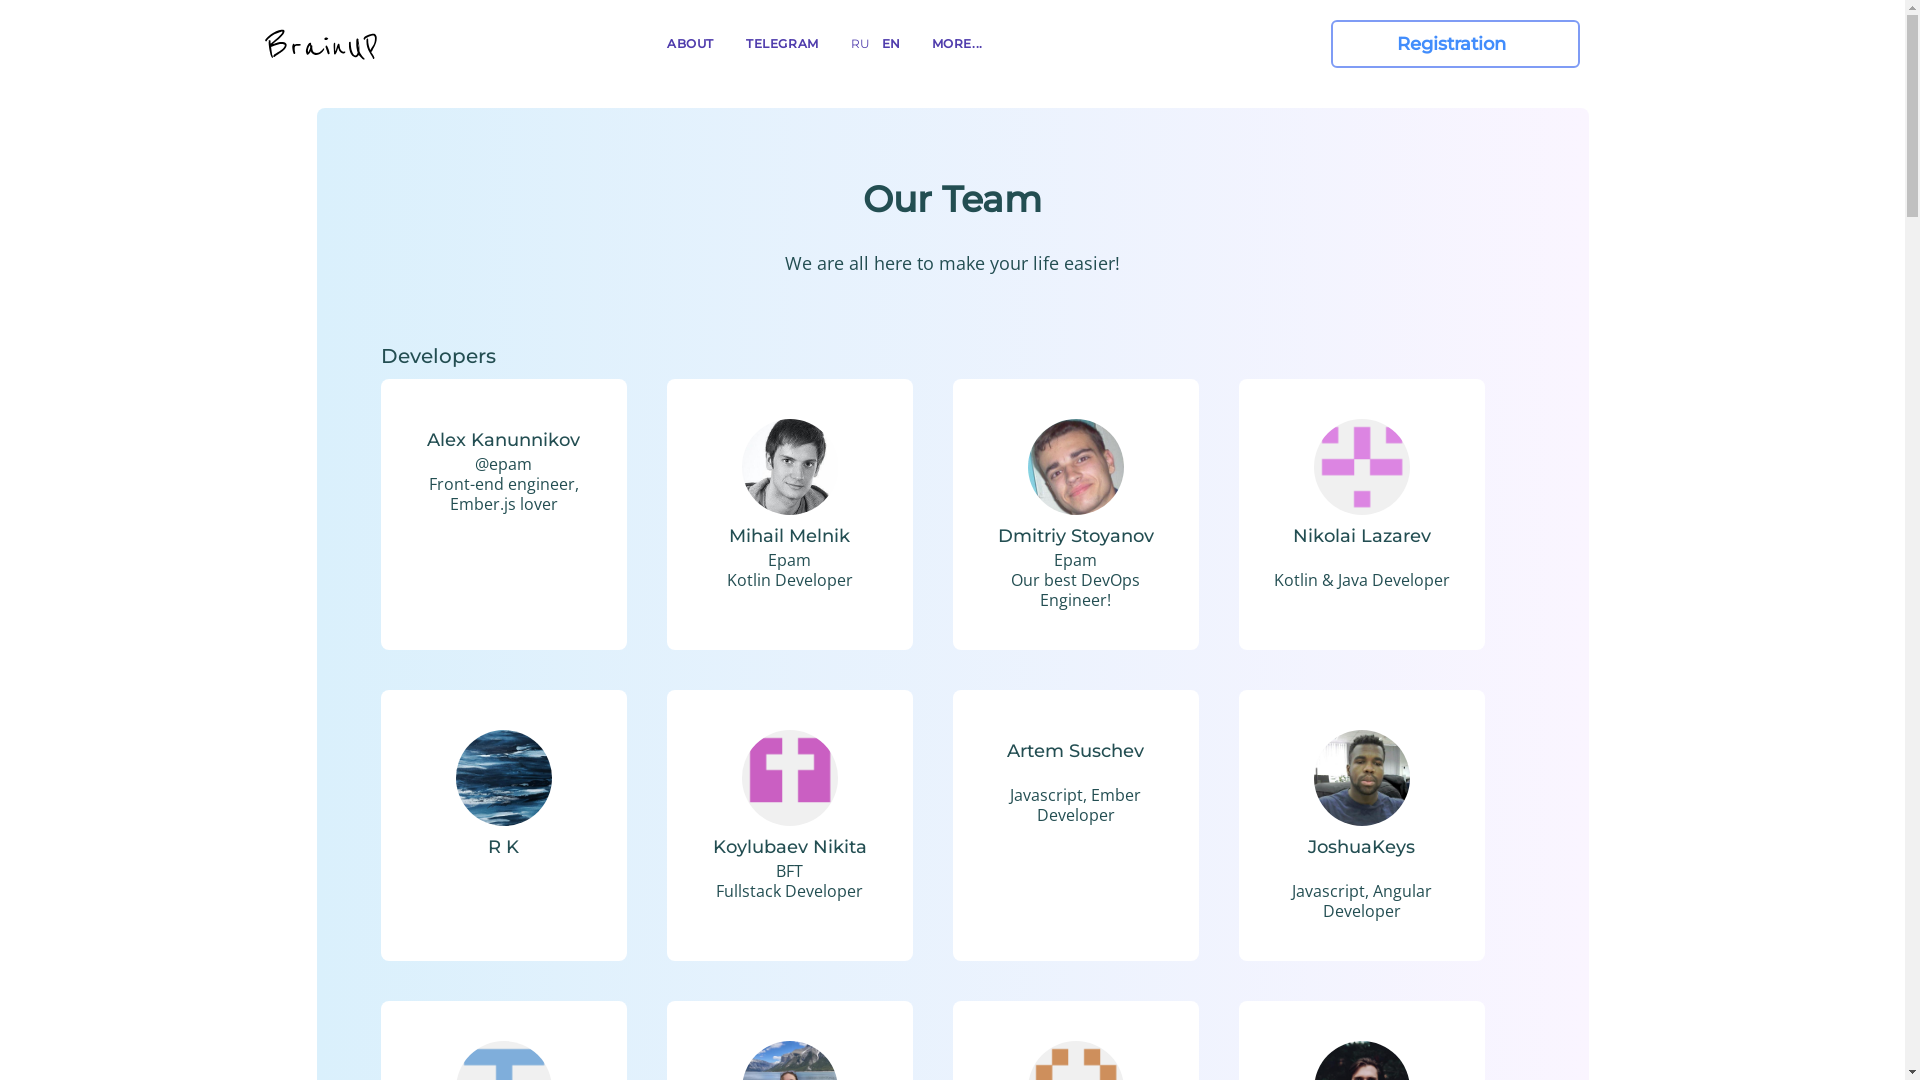 BrainUP
ABOUT
TELEGRAM
RU
EN
MORE...
Registration
Our Team
We are all here to make your life easier!
Developers
Alex Kanunnikov
@epam
Front-end engineer,
Ember.js lover
Mihail Melnik
Epam
Kotlin Developer
Dmitriy Stoyanov
Epam
Our best DevOps
Engineer!
Nikolai Lazarev
Kotlin & Java Developer
R K
Koylubaev Nikita
BFT
Fullstack Developer
Artem Suschev
Javascript, Ember
Developer
JoshuaKeys
Javascript, Angular
Developer